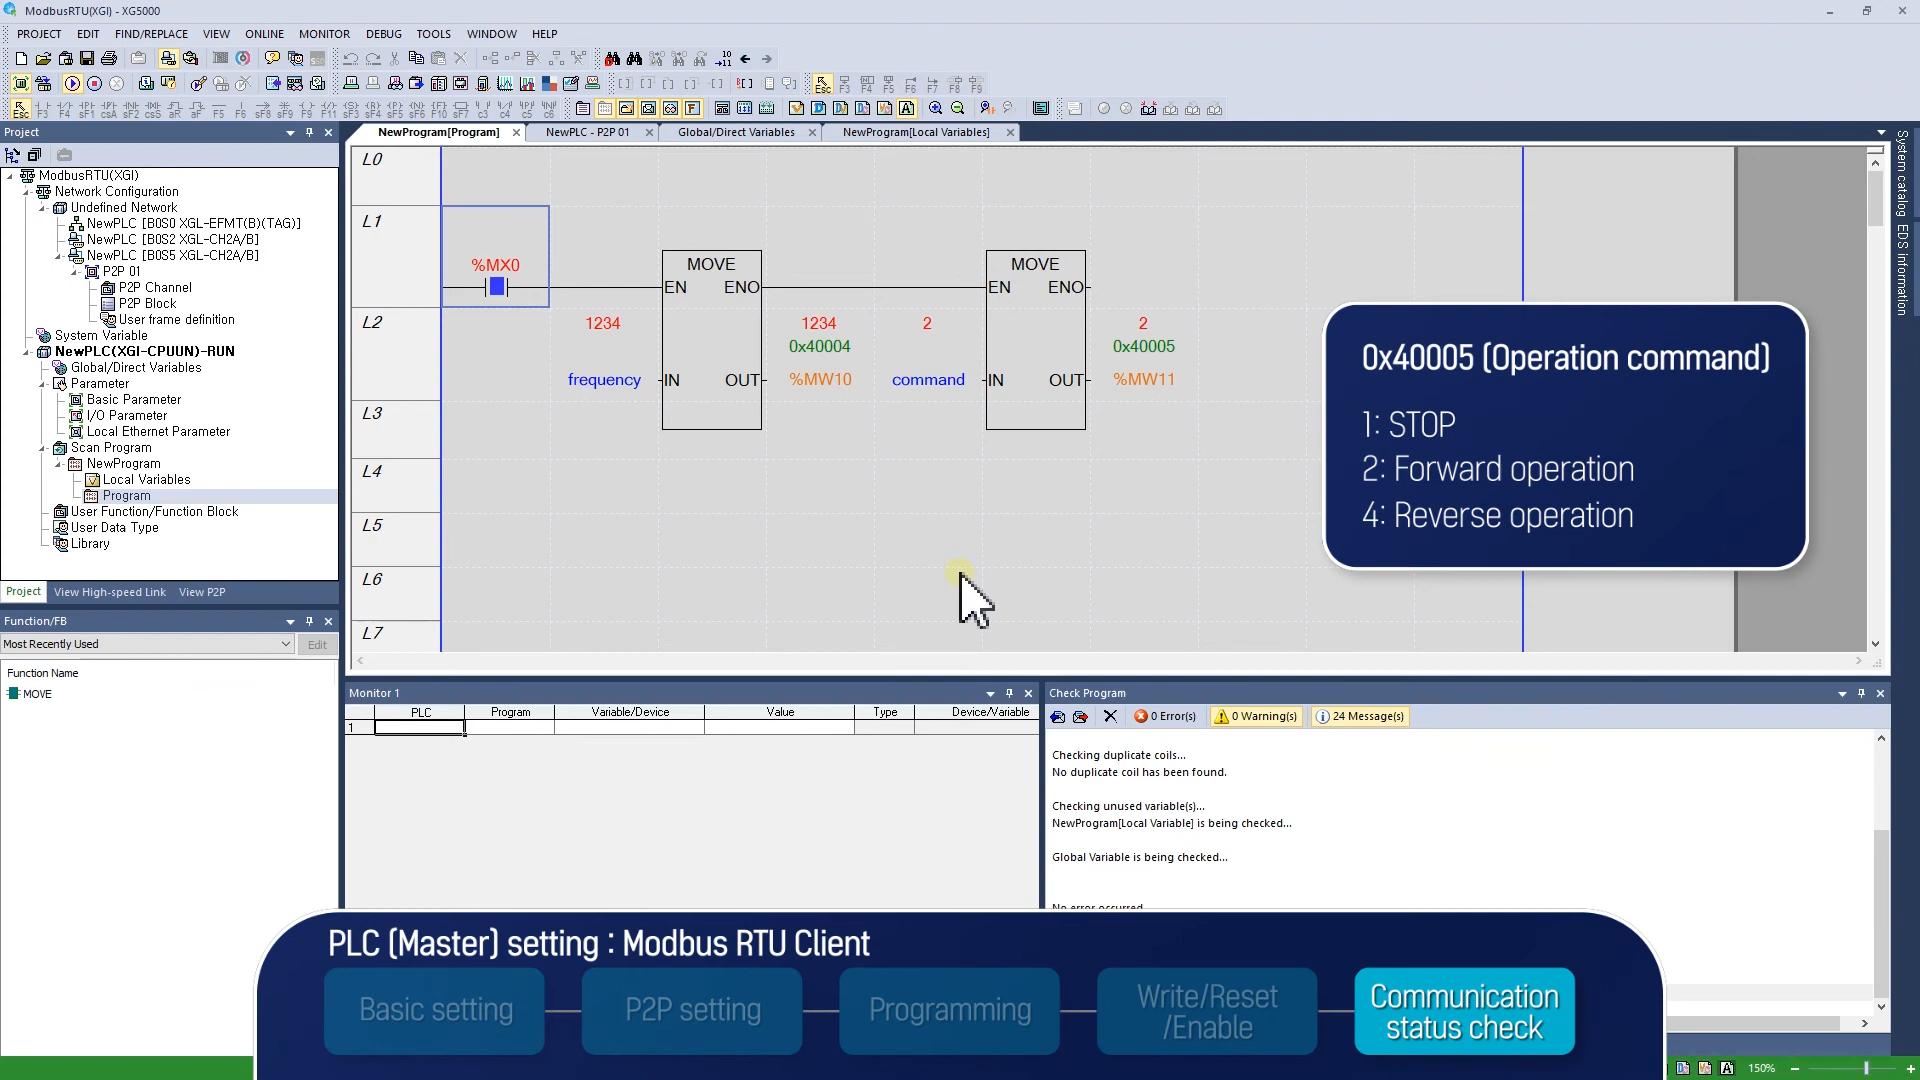 ModbusRTU(XGI) - XG5000
PROJECT EDIT FIND/REPLACE VIEW ONLINE MONITOR DEBUG TOOLS WINDOW HELP
Project
NewProgram[Program] NewPLC - P2P 01 Global/Direct Variables NewProgram[Local Variables]
System catalog
EDS information
ModbusRTU(XGI)
Network Configuration
Undefined Network
NewPLC [B0S0 XGL-EFMT(B)(TAG)]
NewPLC [B0S2 XGL-CH2A/B]
NewPLC [B0S5 XGL-CH2A/B]
P2P 01
P2P Channel
P2P Block
User frame definition
System Variable
NewPLC(XGI-CPUUN)-RUN
Global/Direct Variables
Parameter
Basic Parameter
I/O Parameter
Local Ethernet Parameter
Scan Program
NewProgram
Local Variables
Program
User Function/Function Block
User Data Type
Library
Project View High-speed Link View P2P
Function/FB
Most Recently Used Edit
Function Name
MOVE
L0
L1
%MX0 MOVE MOVE
EN ENO EN ENO
L2 1234 1234 2 2
0x40004 0x40005
frequency IN OUT %MW10 command IN OUT %MW11
L3
L4
L5
L6
L7
0x40005 (Operation command)
1: STOP
2: Forward operation
4: Reverse operation
Monitor 1
PLC Program Variable/Device Value Type Device/Variable
1
Check Program
0 Error(s) 0 Warning(s) 24 Message(s)
Checking duplicate coils...
No duplicate coil has been found.
Checking unused variable(s)...
NewProgram[Local Variable] is being checked...
Global Variable is being checked...
No error occurred
PLC (Master) setting : Modbus RTU Client
Basic setting
P2P setting
Programming
Write/Reset
/Enable
Communication
status check
150%